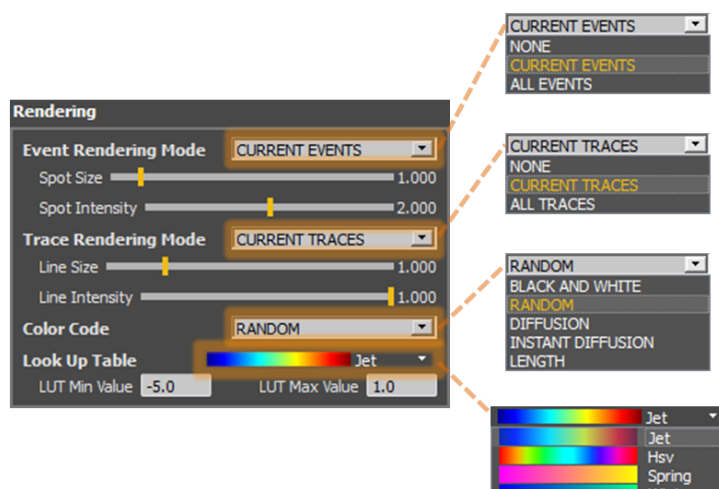 Rendering
Event Rendering Mode CURRENT EVENTS
Spot Size 1.000
Spot Intensity 2.000
Trace Rendering Mode CURRENT TRACES
Line Size 1.000
Line Intensity 1.000
Color Code RANDOM
Look Up Table Jet
LUT Min Value -5.0 LUT Max Value 1.0
CURRENT EVENTS
NONE
CURRENT EVENTS
ALL EVENTS
CURRENT TRACES
NONE
CURRENT TRACES
ALL TRACES
RANDOM
BLACK AND WHITE
RANDOM
DIFFUSION
INSTANT DIFFUSION
LENGTH
Jet
Jet
Hsv
Spring